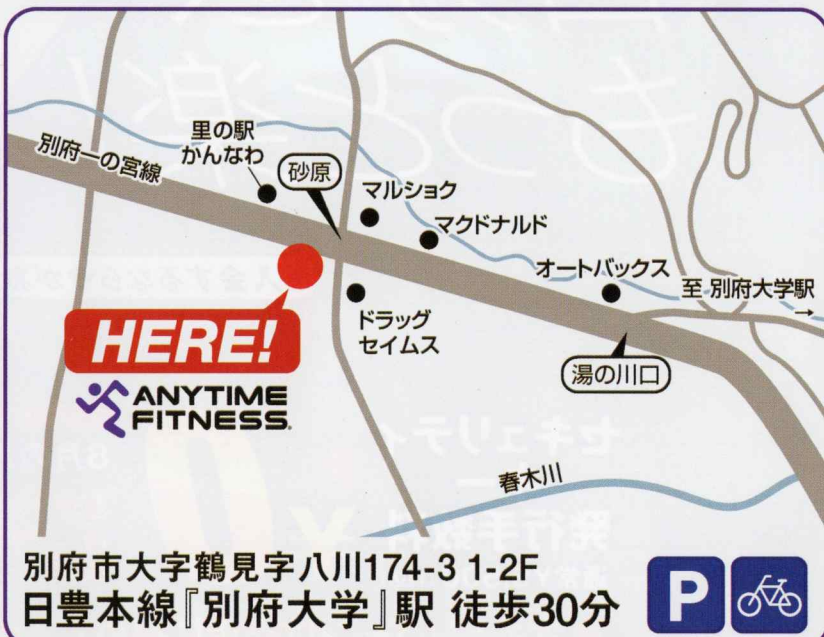 里の駅
かんなわ
別府一の宮線
砂原
マルショク
マクドナルド
オートバックス
至 別府大学駅
→
HERE!
ドラッグ
セイムス
湯の川口
ANYTIME
FITNESS®
春木川
別府市大字鶴見字八川174-3 1-2F
日豊本線『別府大学』駅 徒歩30分
P